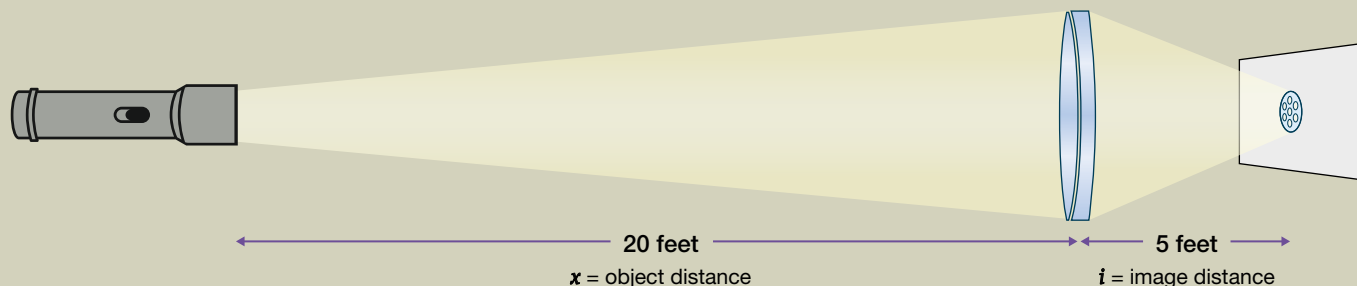 20 feet
5 feet
x = object distance
i = image distance